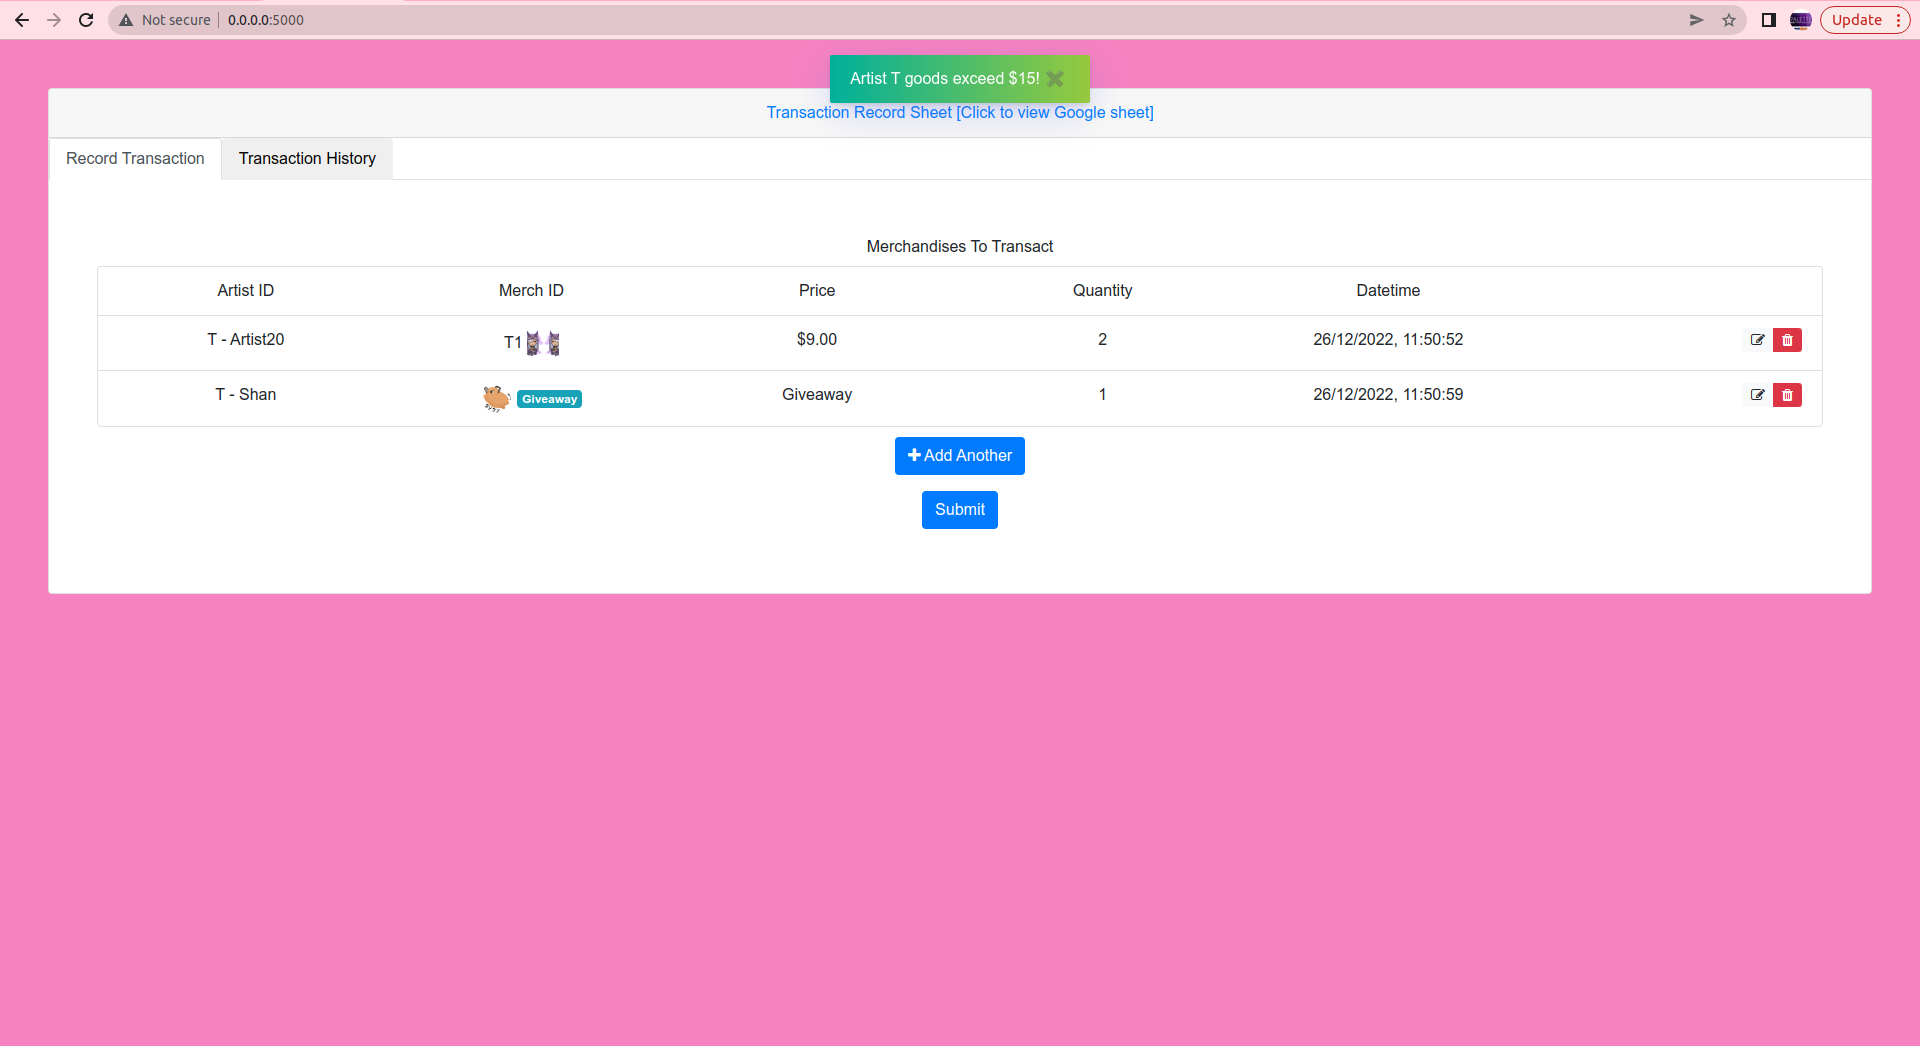 Not secure 0.0.0.0:5000 Update
Artist T goods exceed $15!
Transaction Record Sheet [Click to view Google sheet]
Record Transaction Transaction History
Merchandises To Transact
Artist ID Merch ID Price Quantity Datetime
T - Artist20 T1 $9.00 2 26/12/2022, 11:50:52
T - Shan Giveaway Giveaway 1 26/12/2022, 11:50:59
Add Another
Submit